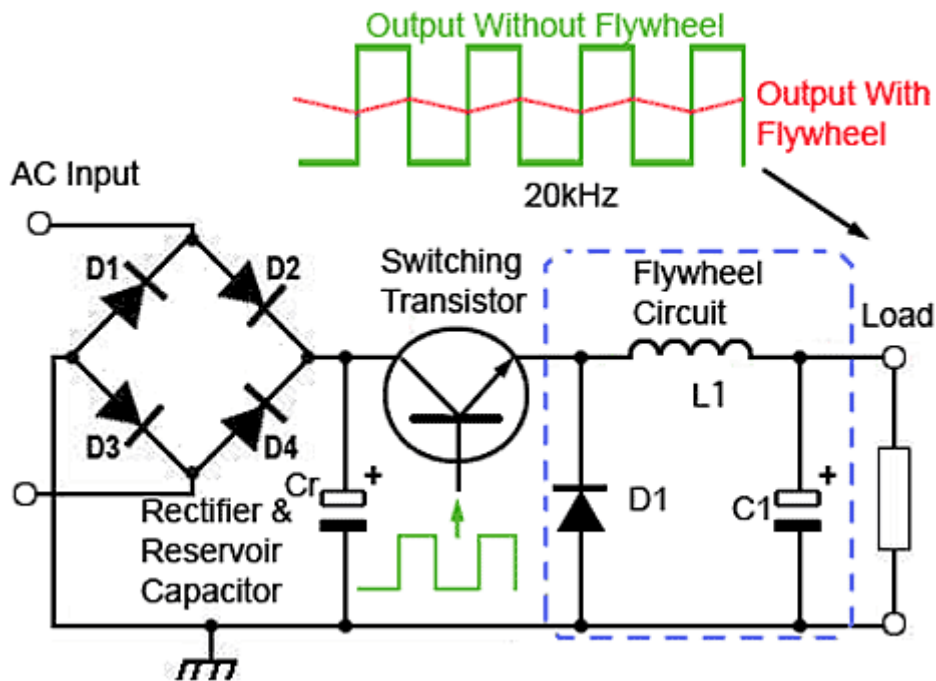 Output Without Flywheel
Output With
Flywheel
20kHz
AC Input
D1
D2
D3
D4
Switching
Transistor
Flywheel
Circuit
Load
L1
Cr
+
D1
C1
+
Rectifier &
Reservoir
Capacitor